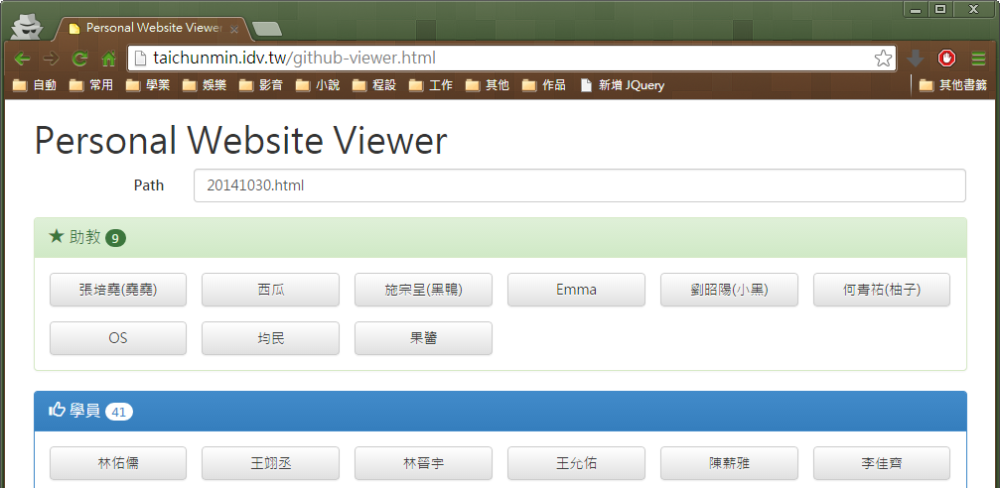 Personal Website Viewer
taichunmin.idv.tw/github-viewer.html
自動 常用 學業 娛樂 影音 小說 程設 工作 其他 作品 新增 JQuery 其他書籤
Personal Website Viewer
Path 20141030.html
助教 9
張培堯(堯堯) 西瓜 施宗呈(黑鴨) Emma 劉昭陽(小黑) 何青祐(柚子)
OS 均民 果醬
學員 41
林佑儒 王翊丞 林晉宇 王允佑 陳薪雅 李佳齊